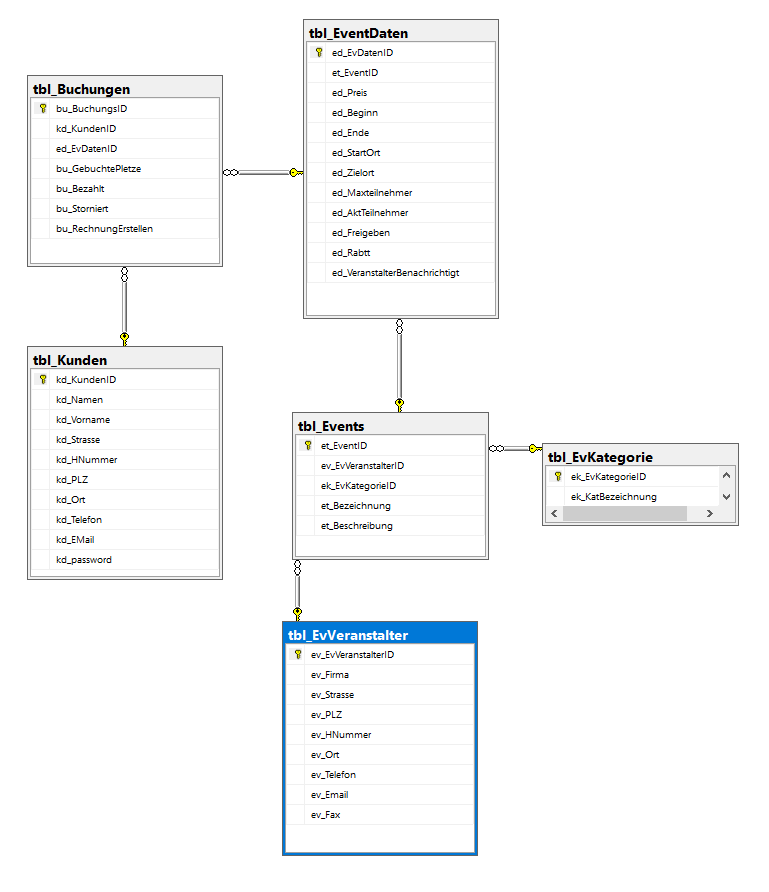 tbl_EventDaten
ed_EvDatenID
et_EventID
ed_Preis
ed_Beginn
ed_Ende
ed_StartOrt
ed_Zielort
ed_Maxteilnehmer
ed_AktTeilnehmer
ed_Freigeben
ed_Rabtt
ed_VeranstalterBenachrichtigt
tbl_Buchungen
bu_BuchungsID
kd_KundenID
ed_EvDatenID
bu_GebuchtePletze
bu_Bezahlt
bu_Storniert
bu_RechnungErstellen
tbl_Kunden
kd_KundenID
kd_Namen
kd_Vorname
kd_Strasse
kd_HNummer
kd_PLZ
kd_Ort
kd_Telefon
kd_EMail
kd_password
tbl_Events
et_EventID
ev_EvVeranstalterID
ek_EvKategorieID
et_Bezeichnung
et_Beschreibung
tbl_EvKategorie
ek_EvKategorieID
ek_KatBezeichnung
tbl_EvVeranstalter
ev_EvVeranstalterID
ev_Firma
ev_Strasse
ev_PLZ
ev_HNummer
ev_Ort
ev_Telefon
ev_Email
ev_Fax